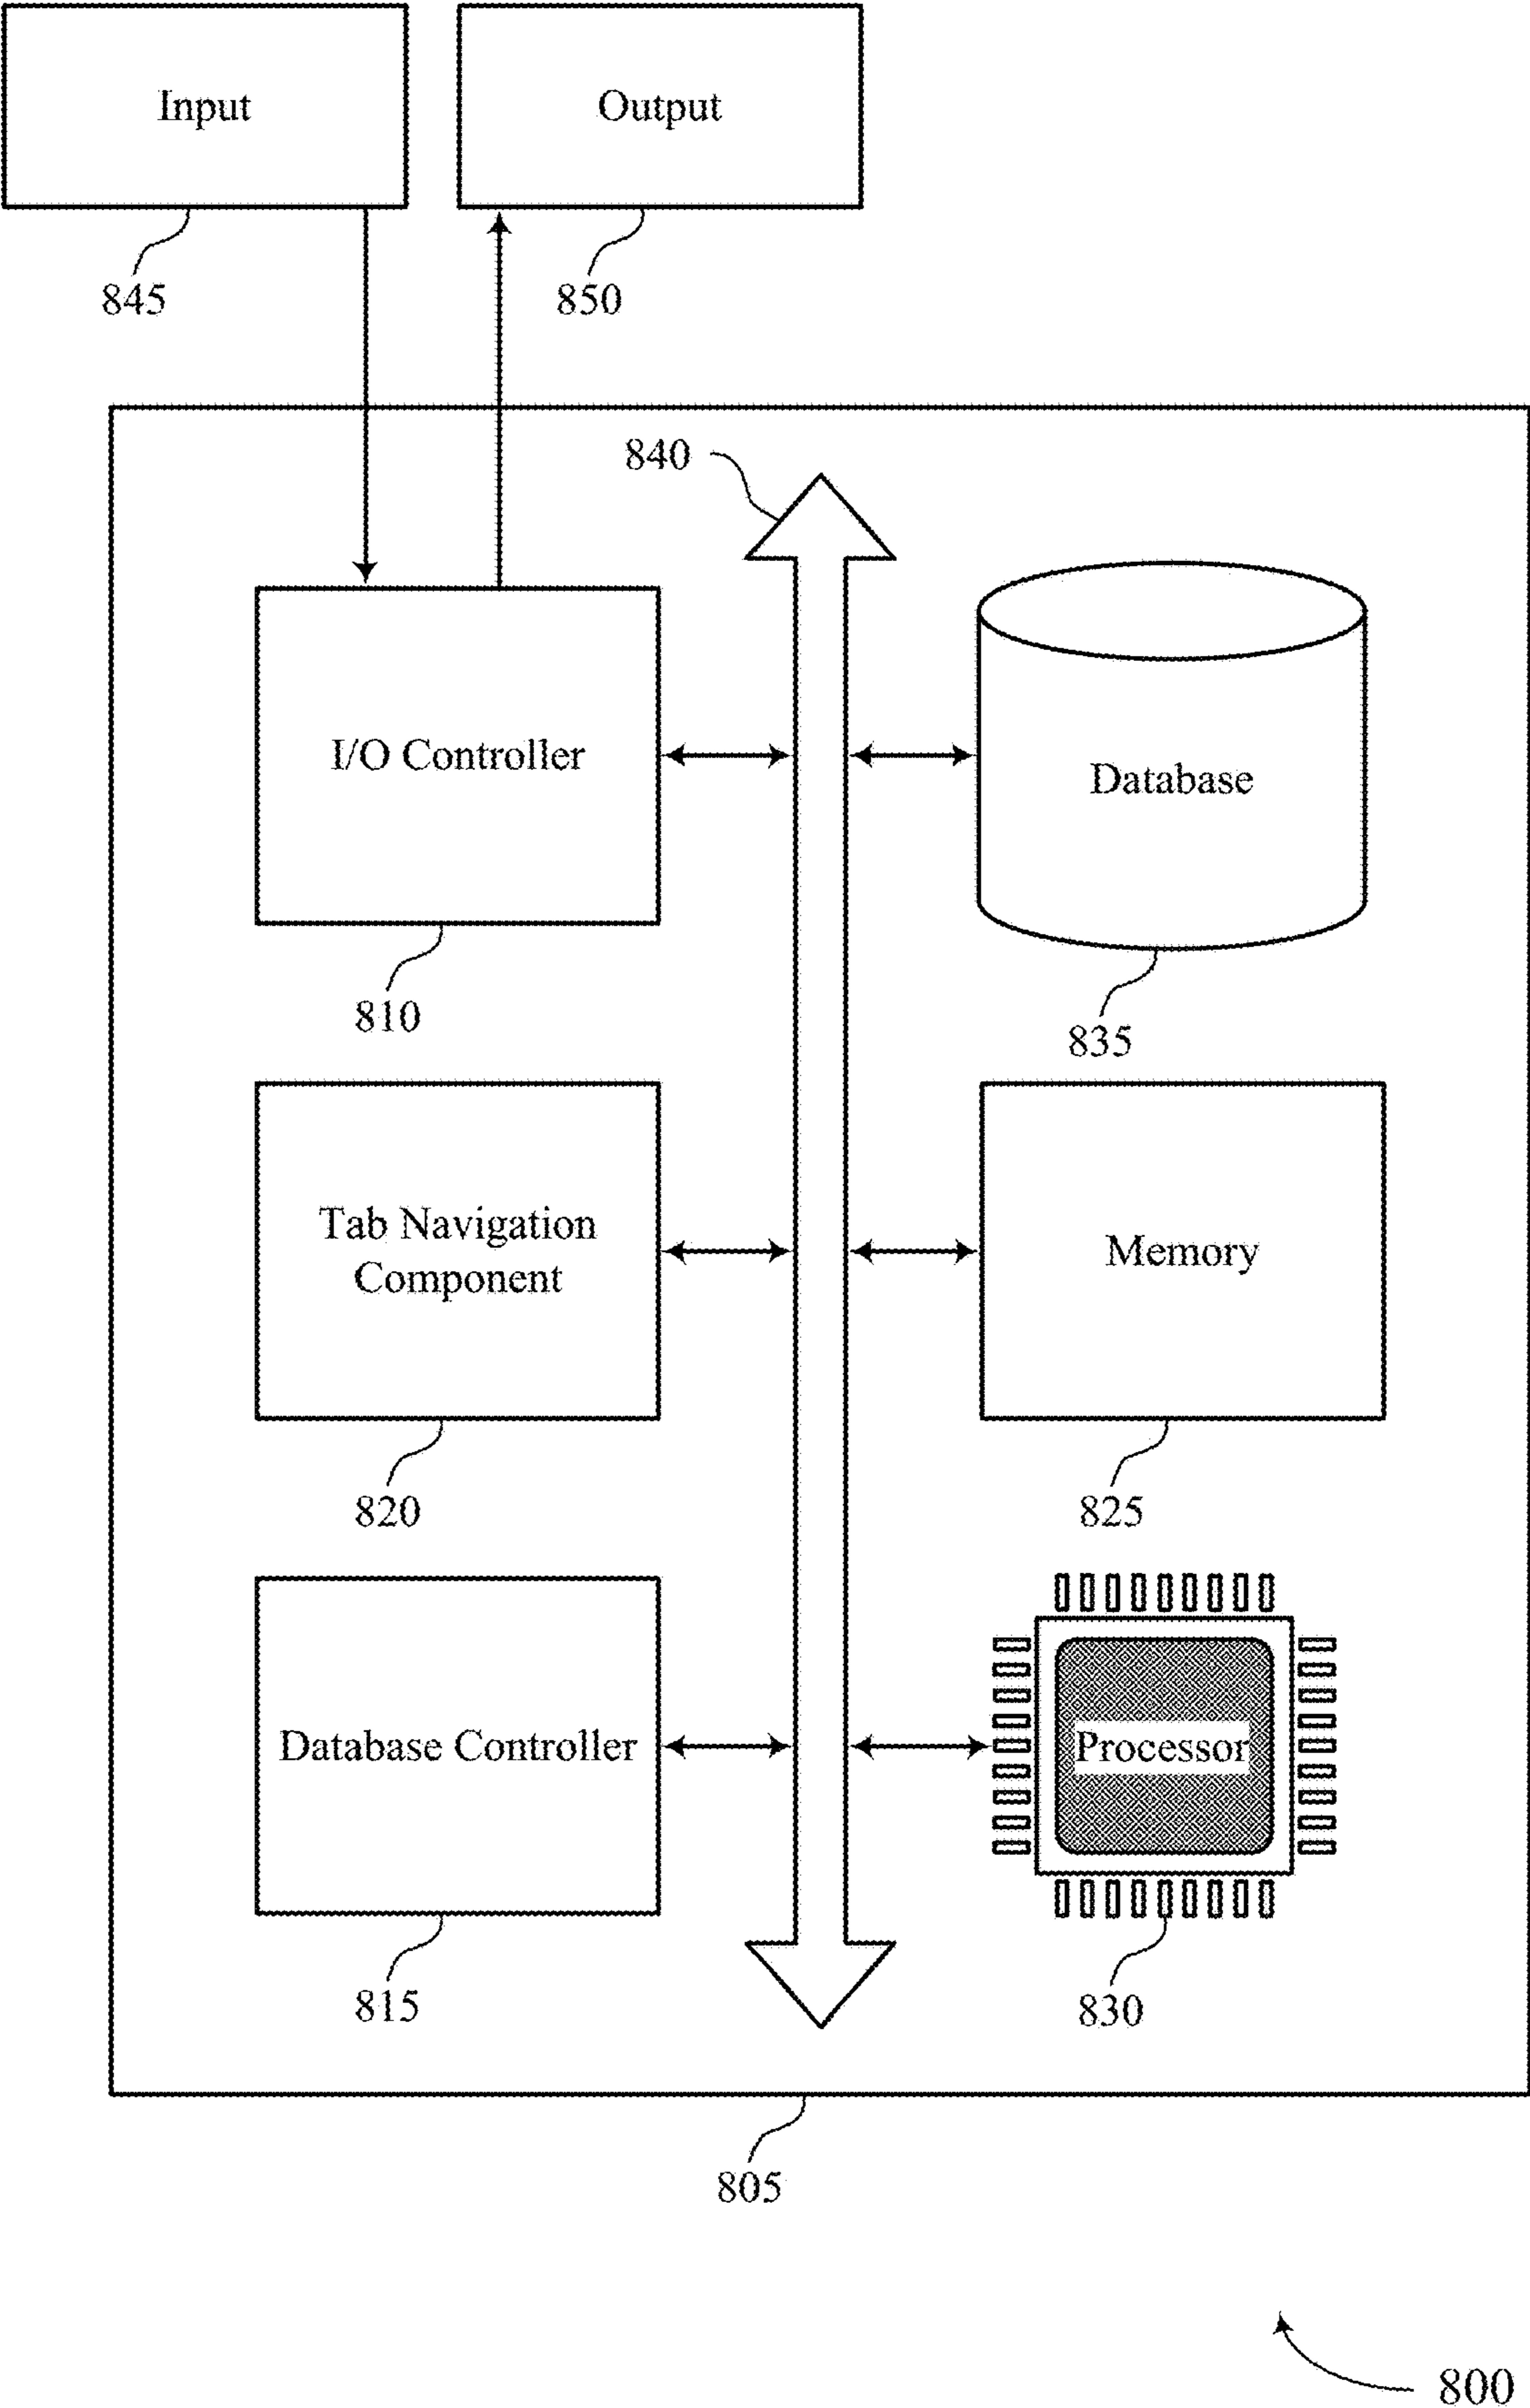 Input
Output
845
850
840
I/O Controller
Database
810
835
Tab Navigation
Component
Memory
820
825
Database Controller
Processor
815
830
805
800